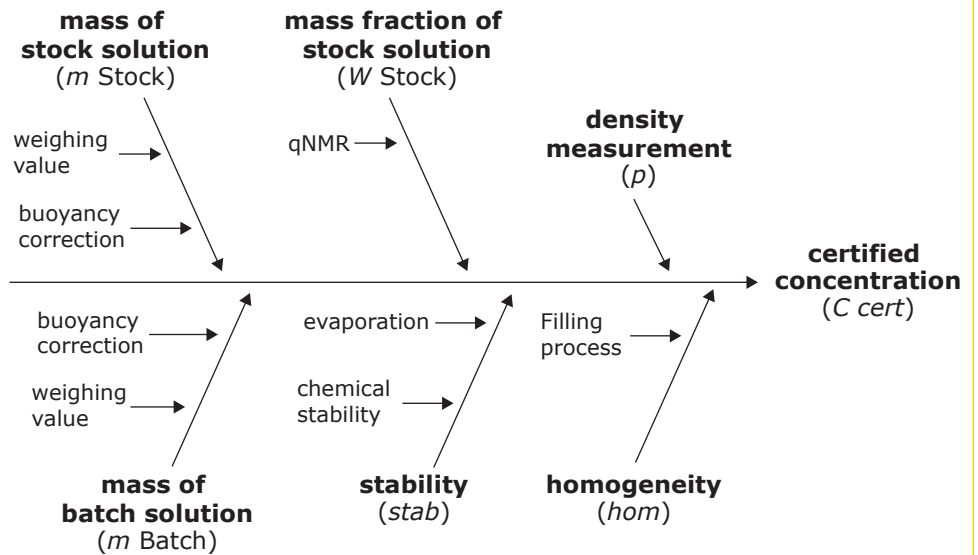 mass of
stock solution
(m Stock)
mass fraction of
stock solution
(W Stock)
density
measurement
(p)
weighing
value
buoyancy
correction
qNMR
certified
concentration
(C cert)
buoyancy
correction
weighing
value
evaporation
chemical
stability
Filling
process
mass of
batch solution
(m Batch)
stability
(stab)
homogeneity
(hom)